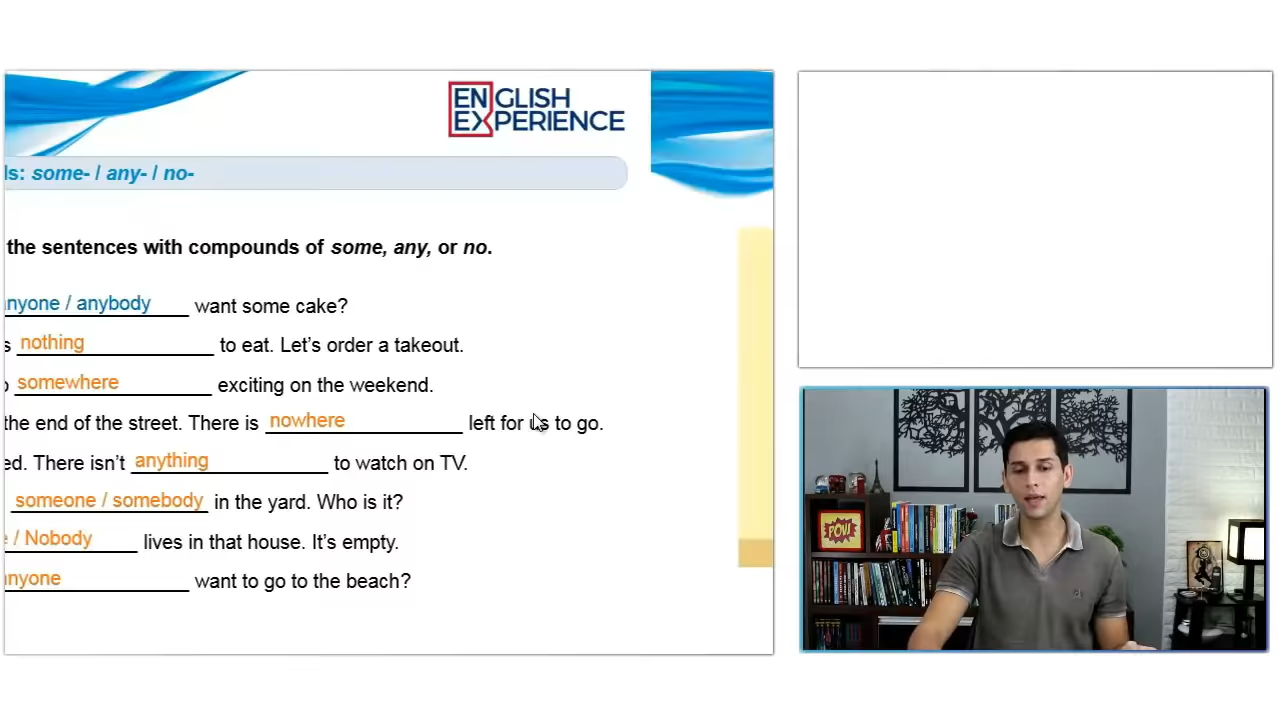 ENGLISH
EXPERIENCE
ls: some- / any- / no-
the sentences with compounds of some, any, or no.
nyone / anybody want some cake?
s nothing to eat. Let's order a takeout.
o somewhere exciting on the weekend.
the end of the street. There is nowhere left for us to go.
ed. There isn't anything to watch on TV.
someone / somebody in the yard. Who is it?
e / Nobody lives in that house. It's empty.
nyone want to go to the beach?
POW!